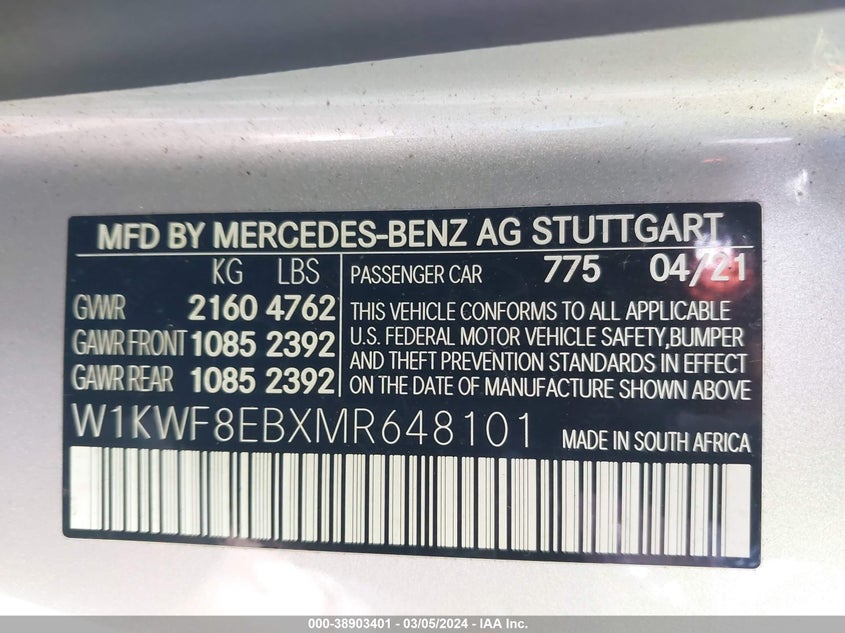 MFD BY MERCEDES-BENZ AG STUTTGART
KG LBS
GVWR 2160 4762
GAWR FRONT 1085 2392
GAWR REAR 1085 2392
PASSENGER CAR 775 04/21
THIS VEHICLE CONFORMS TO ALL APPLICABLE
U.S. FEDERAL MOTOR VEHICLE SAFETY,BUMPER
AND THEFT PREVENTION STANDARDS IN EFFECT
ON THE DATE OF MANUFACTURE SHOWN ABOVE
W1KWF8EBXMR648101 MADE IN SOUTH AFRICA
000-38903401 - 03/05/2024 - IAA Inc.